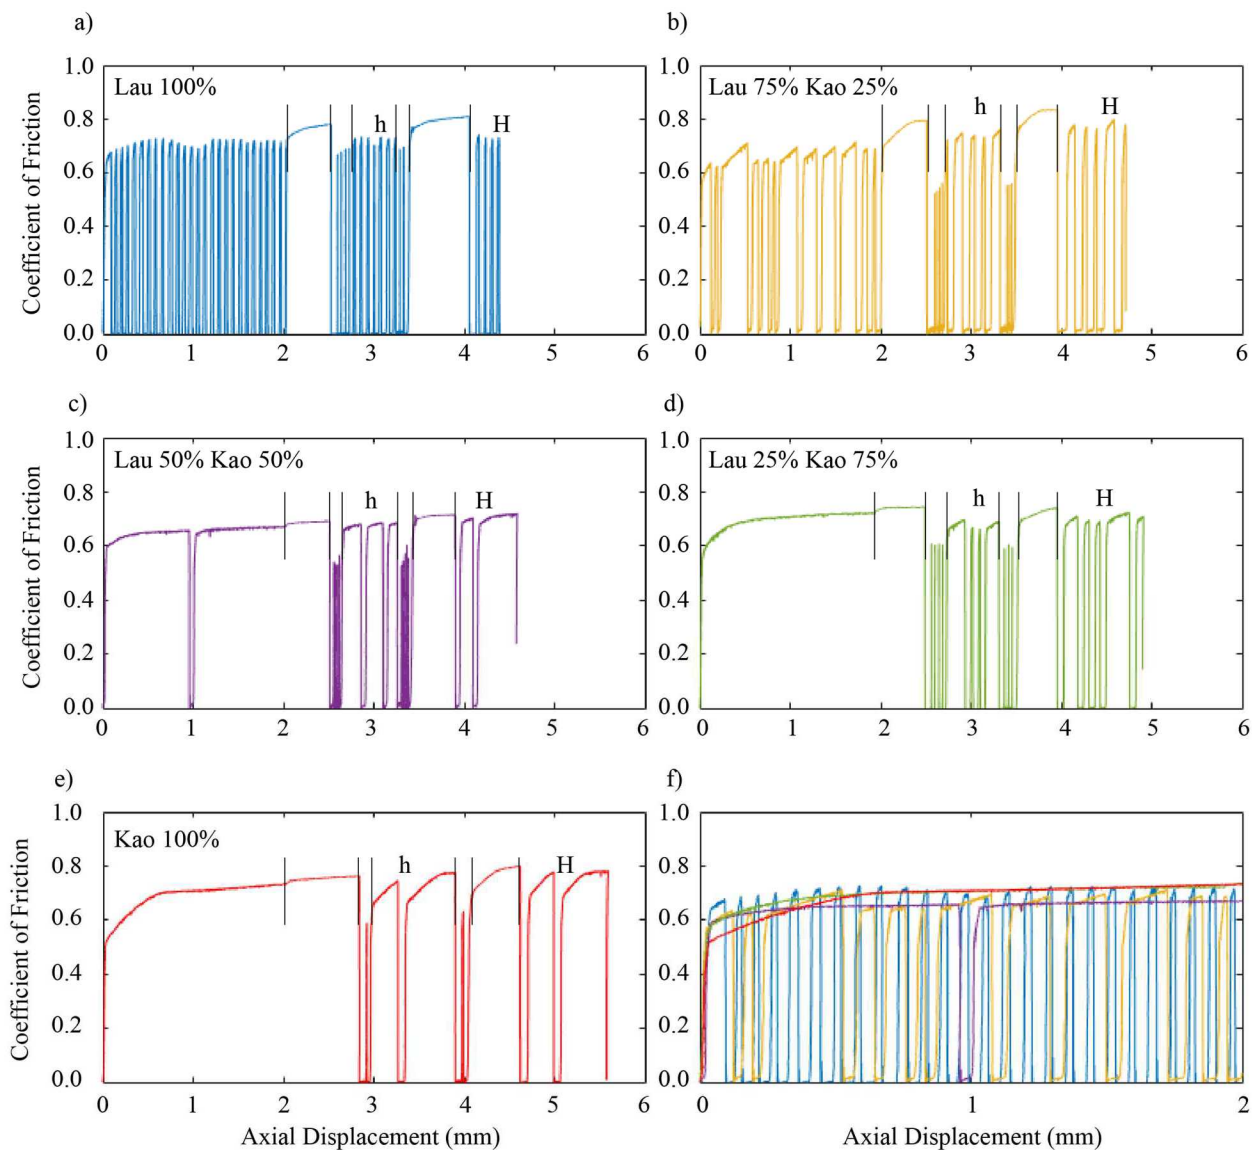 a)
1.0
Lau 100%
0.8
h
H
0.6
0.4
0.2
0.0
0 1 2 3 4 5 6
Coefficient of Friction
b)
1.0
Lau 75% Kao 25%
0.8
h
H
0.6
0.4
0.2
0.0
0 1 2 3 4 5 6
c)
1.0
Lau 50% Kao 50%
0.8
h
H
0.6
0.4
0.2
0.0
0 1 2 3 4 5 6
Coefficient of Friction
d)
1.0
Lau 25% Kao 75%
0.8
h
H
0.6
0.4
0.2
0.0
0 1 2 3 4 5 6
e)
1.0
Kao 100%
0.8
h
H
0.6
0.4
0.2
0.0
0 1 2 3 4 5 6
Coefficient of Friction
Axial Displacement (mm)
f)
1.0
0.8
0.6
0.4
0.2
0.0
0 1 2
Axial Displacement (mm)